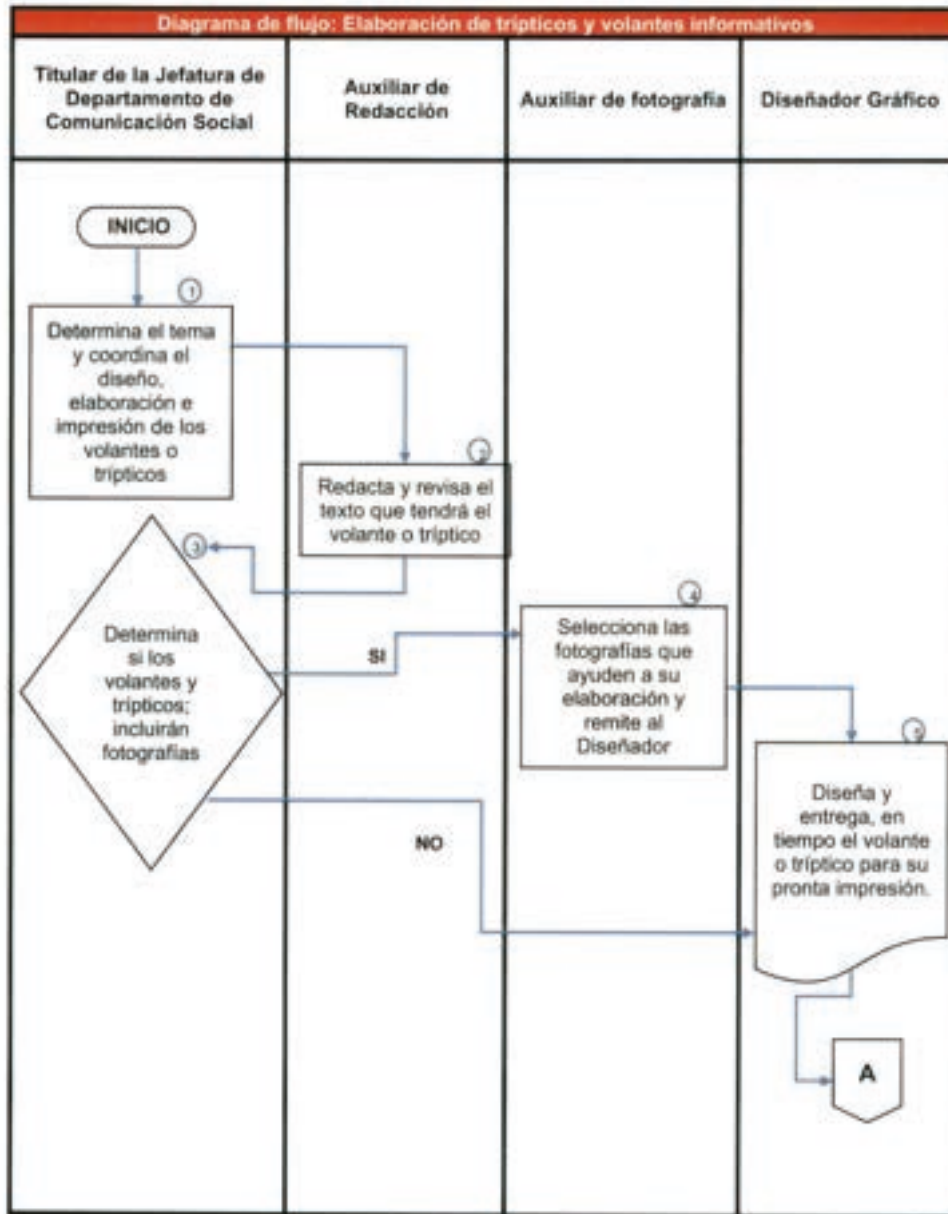 Diagrama de flujo: Elaboración de trípticos y volantes informativos
Titular de la Jefatura de
Departamento de
Comunicación Social
Auxiliar de
Redacción
Auxiliar de fotografía
Diseñador Gráfico
INICIO
1
Determina el tema
y coordina el
diseño,
elaboración e
impresión de los
volantes o
trípticos
2
Redacta y revisa el
texto que tendrá el
volante o tríptico
3
Determina
si los
volantes y
trípticos;
incluirán
fotografías
SI
NO
4
Selecciona las
fotografías que
ayuden a su
elaboración y
remite al
Diseñador
5
Diseña y
entrega, en
tiempo el volante
o tríptico para su
pronta impresión.
A